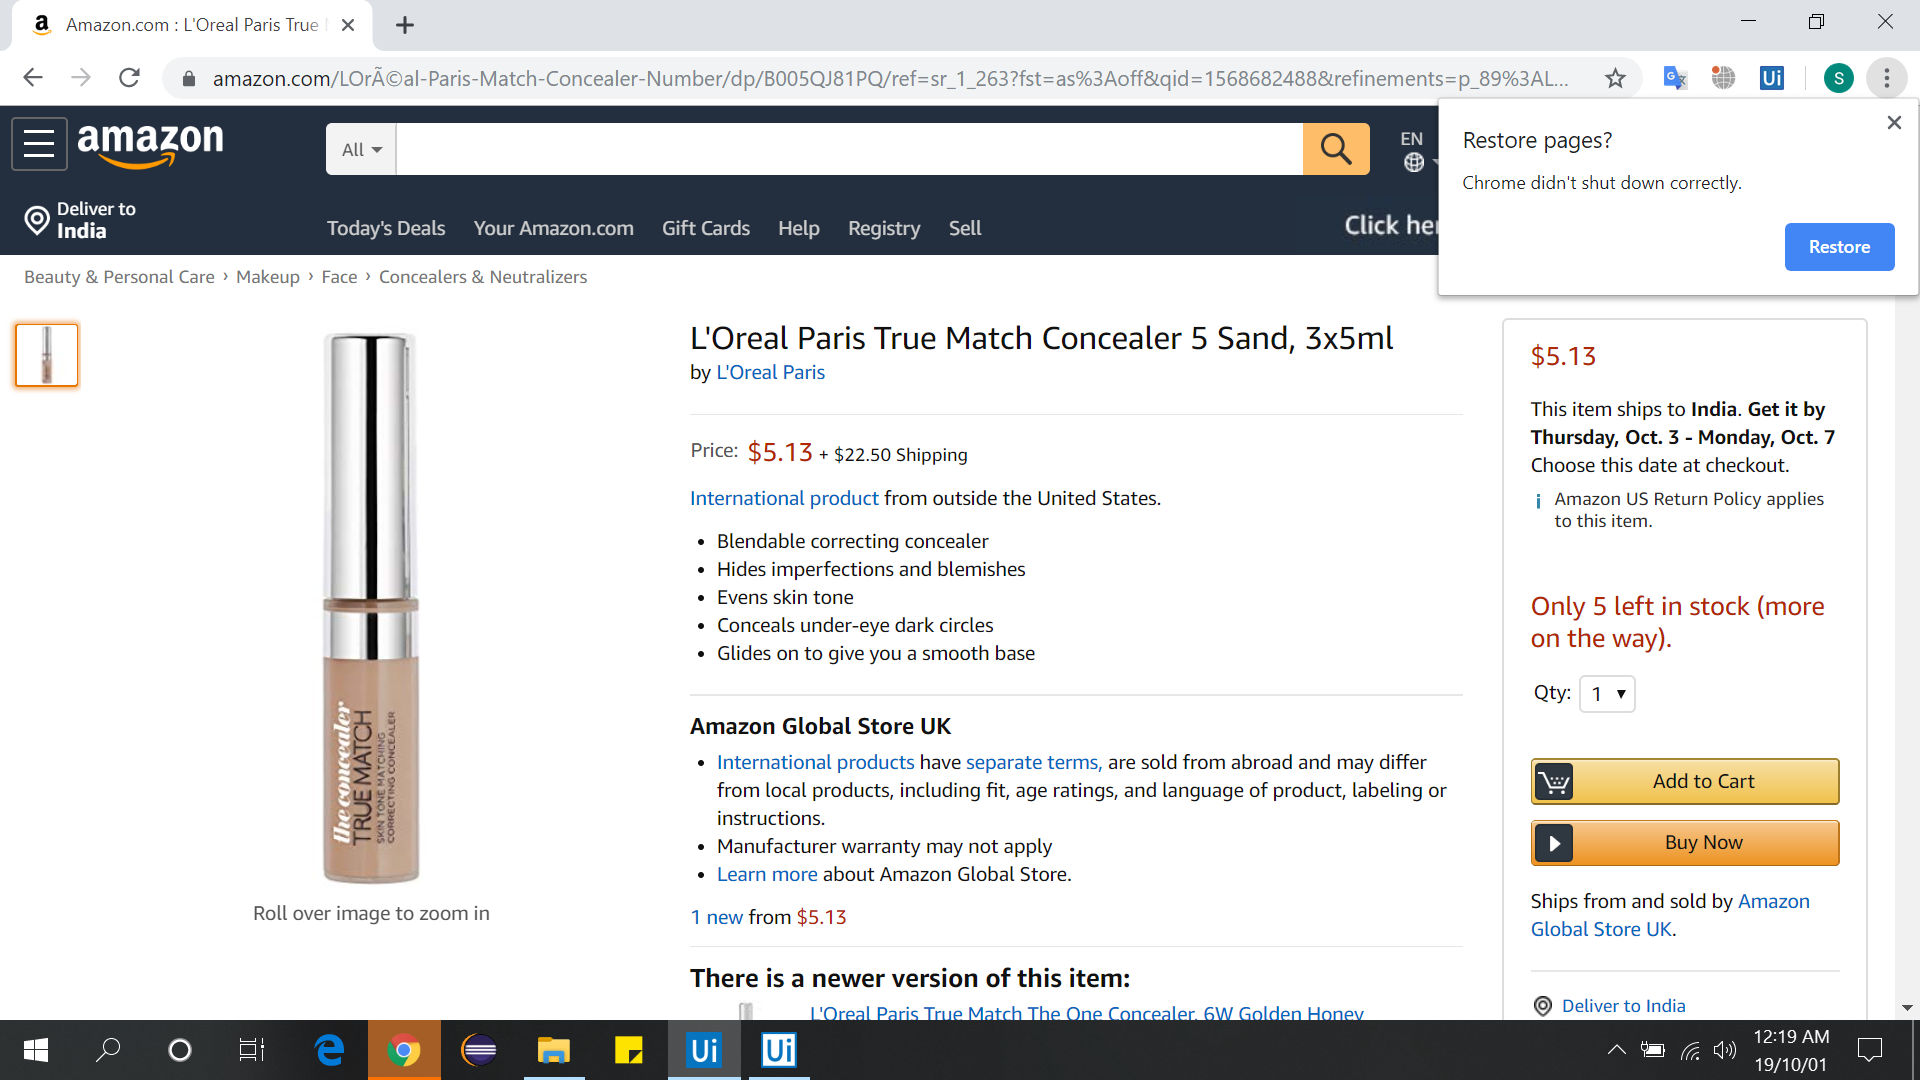 Amazon.com : L'Oreal Paris True
amazon.com/LOrÃ©al-Paris-Match-Concealer-Number/dp/B005QJ81PQ/ref=sr_1_263?fst=as%3Aoff&qid=1568682488&refinements=p_89%3AL...
Ui
S
Restore pages?
Chrome didn't shut down correctly.
Restore
amazon
All
EN
Deliver to
India
Today's Deals
Your Amazon.com
Gift Cards
Help
Registry
Sell
Click her
Beauty & Personal Care › Makeup › Face › Concealers & Neutralizers
the concealer
TRUE MATCH
SKIN TONE MATCHING
CORRECTING CONCEALER
Roll over image to zoom in
L'Oreal Paris True Match Concealer 5 Sand, 3x5ml
by L'Oreal Paris
Price: $5.13 + $22.50 Shipping
International product from outside the United States.
• Blendable correcting concealer
• Hides imperfections and blemishes
• Evens skin tone
• Conceals under-eye dark circles
• Glides on to give you a smooth base
Amazon Global Store UK
• International products have separate terms, are sold from abroad and may differ
from local products, including fit, age ratings, and language of product, labeling or
instructions.
• Manufacturer warranty may not apply
• Learn more about Amazon Global Store.
1 new from $5.13
There is a newer version of this item:
L'Oreal Paris True Match The One Concealer, 6W Golden Honey
$5.13
This item ships to India. Get it by
Thursday, Oct. 3 - Monday, Oct. 7
Choose this date at checkout.
Amazon US Return Policy applies
to this item.
Only 5 left in stock (more
on the way).
Qty: 1
Add to Cart
Buy Now
Ships from and sold by Amazon
Global Store UK.
Deliver to India
Ui
Ui
12:19 AM
19/10/01